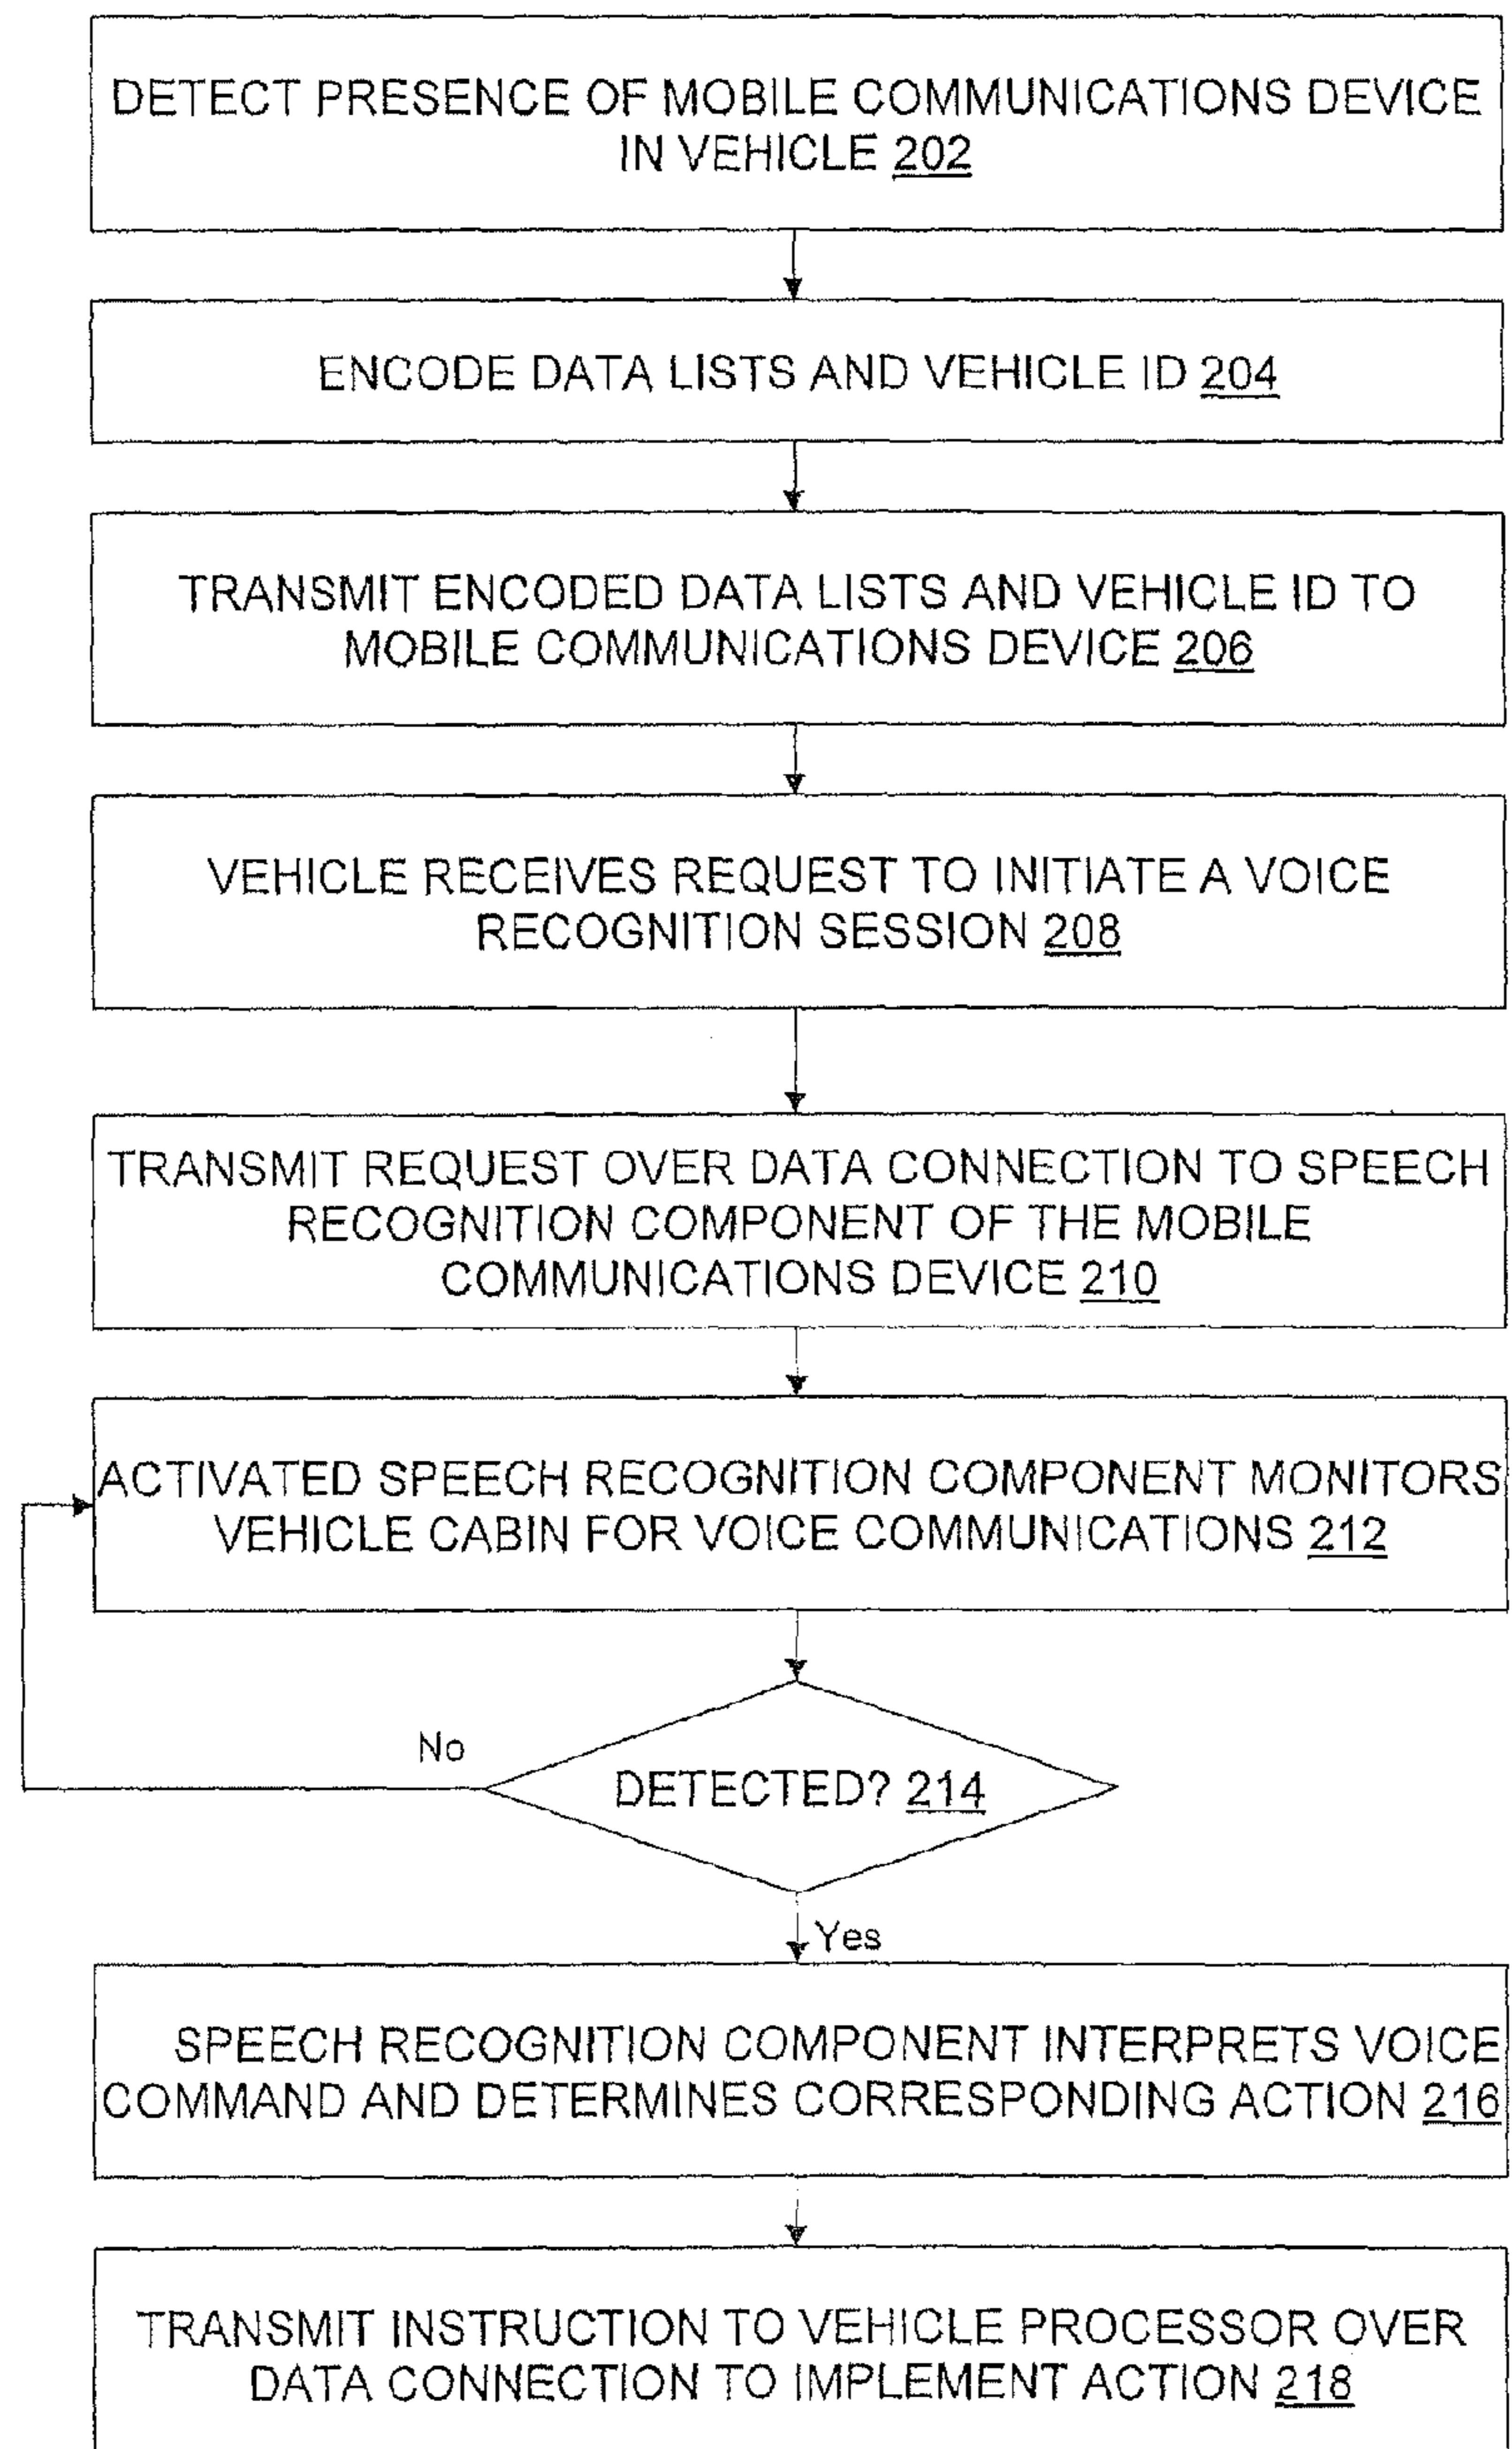 DETECT PRESENCE OF MOBILE COMMUNICATIONS DEVICE
IN VEHICLE 202
ENCODE DATA LISTS AND VEHICLE ID 204
TRANSMIT ENCODED DATA LISTS AND VEHICLE ID TO
MOBILE COMMUNICATIONS DEVICE 206
VEHICLE RECEIVES REQUEST TO INITIATE A VOICE
RECOGNITION SESSION 208
TRANSMIT REQUEST OVER DATA CONNECTION TO SPEECH
RECOGNITION COMPONENT OF THE MOBILE
COMMUNICATIONS DEVICE 210
ACTIVATED SPEECH RECOGNITION COMPONENT MONITORS
VEHICLE CABIN FOR VOICE COMMUNICATIONS 212
No
DETECTED? 214
Yes
SPEECH RECOGNITION COMPONENT INTERPRETS VOICE
COMMAND AND DETERMINES CORRESPONDING ACTION 216
TRANSMIT INSTRUCTION TO VEHICLE PROCESSOR OVER
DATA CONNECTION TO IMPLEMENT ACTION 218